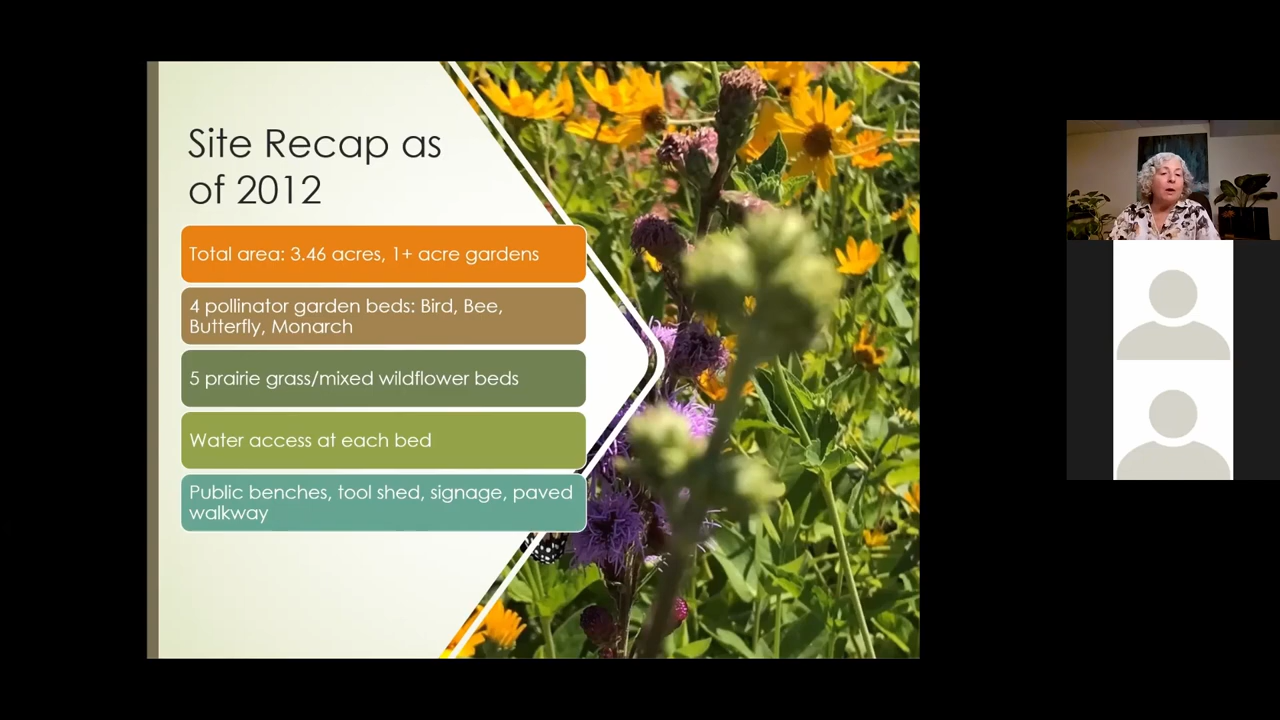 Site Recap as
of 2012
Total area: 3.46 acres, 1+ acre gardens
4 pollinator garden beds: Bird, Bee,
Butterfly, Monarch
5 prairie grass/mixed wildflower beds
Water access at each bed
Public benches, tool shed, signage, paved
walkway